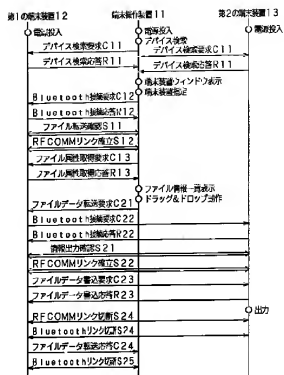 第1の端末装置12
端末操作装置11
第2の端末装置13
電源投入
電源投入
電源投入
デバイス検索
デバイス検索要求C11
デバイス検索要求C11
デバイス検索応答R11
デバイス検索応答R11
端末装置ウィンドウ表示
端末装置指定
Bluetooth接続要求C12
Bluetooth接続応答R12
ファイル転送確認S11
RFCOMMリンク確立S12
ファイル属性取得要求C13
ファイル属性取得応答R13
ファイル情報一覧表示
ドラッグ&ドロップ操作
ファイルデータ転送要求C21
Bluetooth接続要求C22
Bluetooth接続応答R22
情報出力確認S21
RFCOMMリンク確立S22
ファイルデータ書込要求C23
ファイルデータ書込応答R23
出力
RFCOMMリンク切断S24
Bluetoothリンク切断S24
ファイルデータ転送応答C24
Bluetoothリンク切断S25